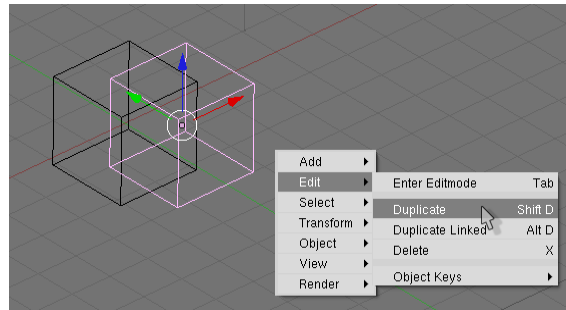 Add
Edit
Select
Transform
Object
View
Render
Enter Editmode Tab
Duplicate Shift D
Duplicate Linked Alt D
Delete X
Object Keys